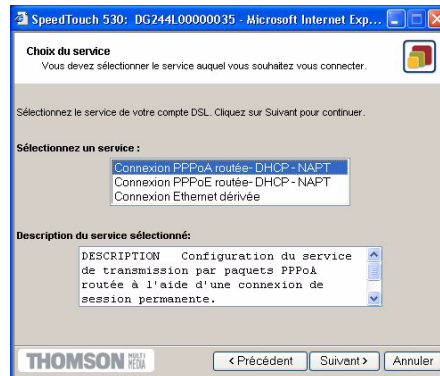 SpeedTouch 530: DG244L00000035 - Microsoft Internet Exp...
Choix du service
Vous devez sélectionner le service auquel vous souhaitez vous connecter.
Sélectionnez le service de votre compte DSL. Cliquez sur Suivant pour continuer.
Sélectionnez un service :
Connexion PPPoA routée- DHCP - NAPT
Connexion PPPoE routée- DHCP - NAPT
Connexion Ethernet dérivée
Description du service sélectionné:
DESCRIPTION Configuration du service
de transmission par paquets PPPoA
routée à l'aide d'une connexion de
session permanente.
THOMSON MULTI MEDIA
< Précédent Suivant > Annuler